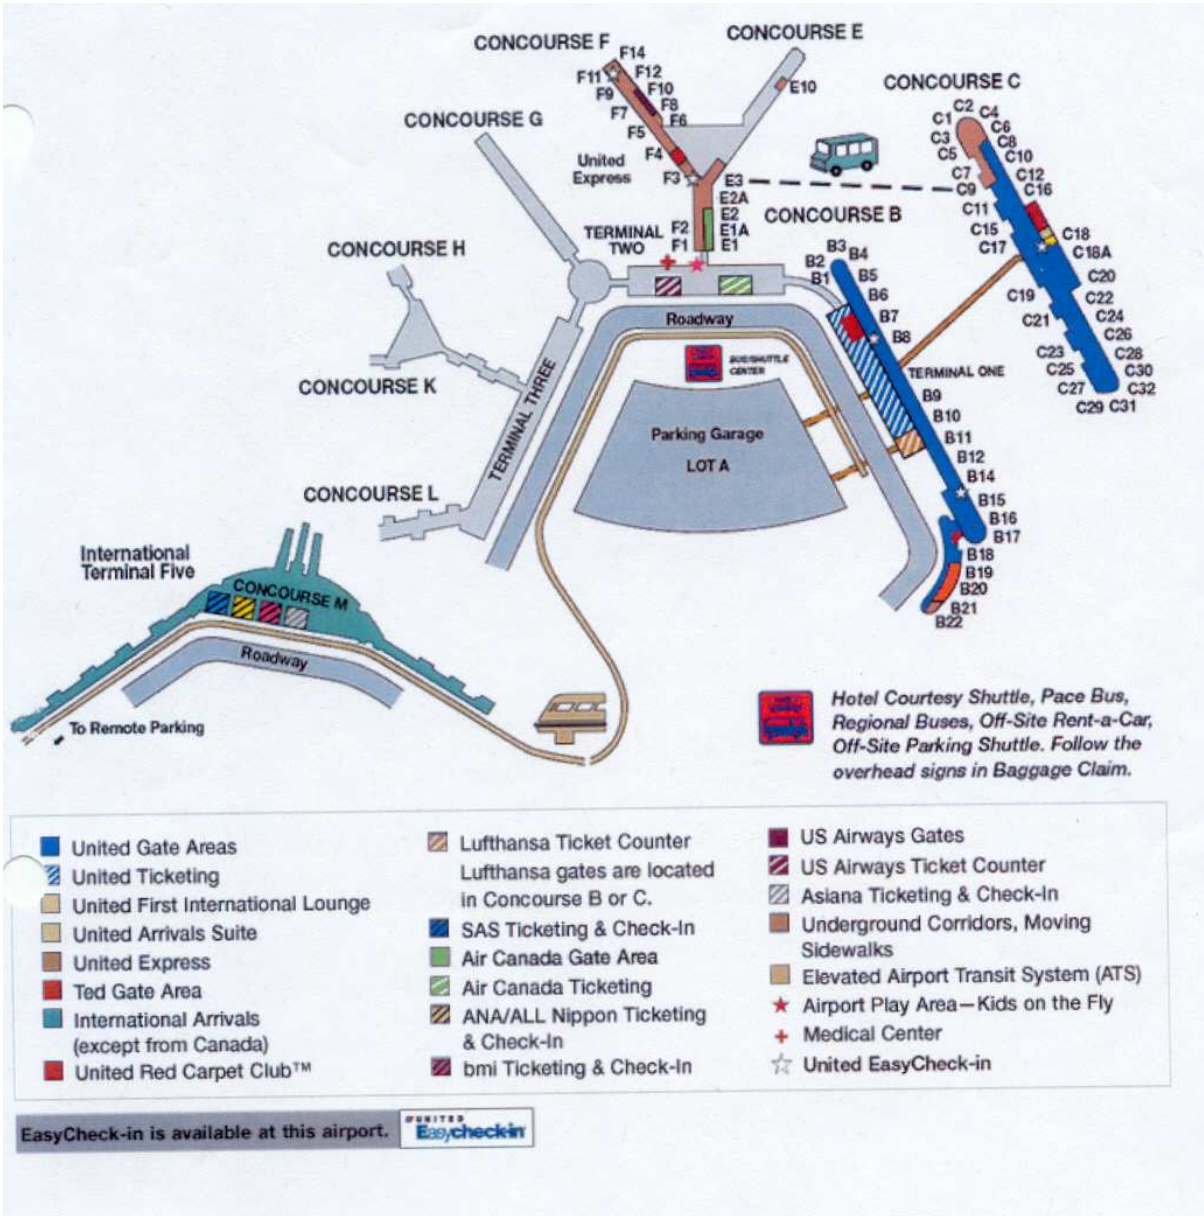 CONCOURSE F
CONCOURSE E
CONCOURSE C
CONCOURSE G
CONCOURSE B
CONCOURSE H
CONCOURSE K
CONCOURSE L
F14
F12
F11
F10
F9
F8
F7
F6
F5
F4
F3
F2
F1
United
Express
E10
E3
E2A
E2
E1A
E1
TERMINAL
TWO
C2
C1
C4
C3
C6
C5
C8
C7
C10
C9
C12
C11
C16
C15
C18
C17
C18A
C20
C19
C22
C21
C24
C26
C23
C28
C25
C30
C27
C32
C29
C31
B3
B2
B4
B1
B5
B6
B7
B8
TERMINAL ONE
B9
B10
B11
B12
B14
B15
B16
B17
B18
B19
B20
B21
B22
Roadway
BUS/SHUTTLE
CENTER
Parking Garage
LOT A
TERMINAL THREE
International
Terminal Five
CONCOURSE M
Roadway
To Remote Parking
Hotel Courtesy Shuttle, Pace Bus,
Regional Buses, Off-Site Rent-a-Car,
Off-Site Parking Shuttle. Follow the
overhead signs in Baggage Claim.
United Gate Areas
United Ticketing
United First International Lounge
United Arrivals Suite
United Express
Ted Gate Area
International Arrivals
(except from Canada)
United Red Carpet Club™
Lufthansa Ticket Counter
Lufthansa gates are located
in Concourse B or C.
SAS Ticketing & Check-In
Air Canada Gate Area
Air Canada Ticketing
ANA/ALL Nippon Ticketing
& Check-In
bmi Ticketing & Check-In
US Airways Gates
US Airways Ticket Counter
Asiana Ticketing & Check-In
Underground Corridors, Moving
Sidewalks
Elevated Airport Transit System (ATS)
Airport Play Area—Kids on the Fly
Medical Center
United EasyCheck-in
EasyCheck-in is available at this airport.
UNITED
Easycheck-in